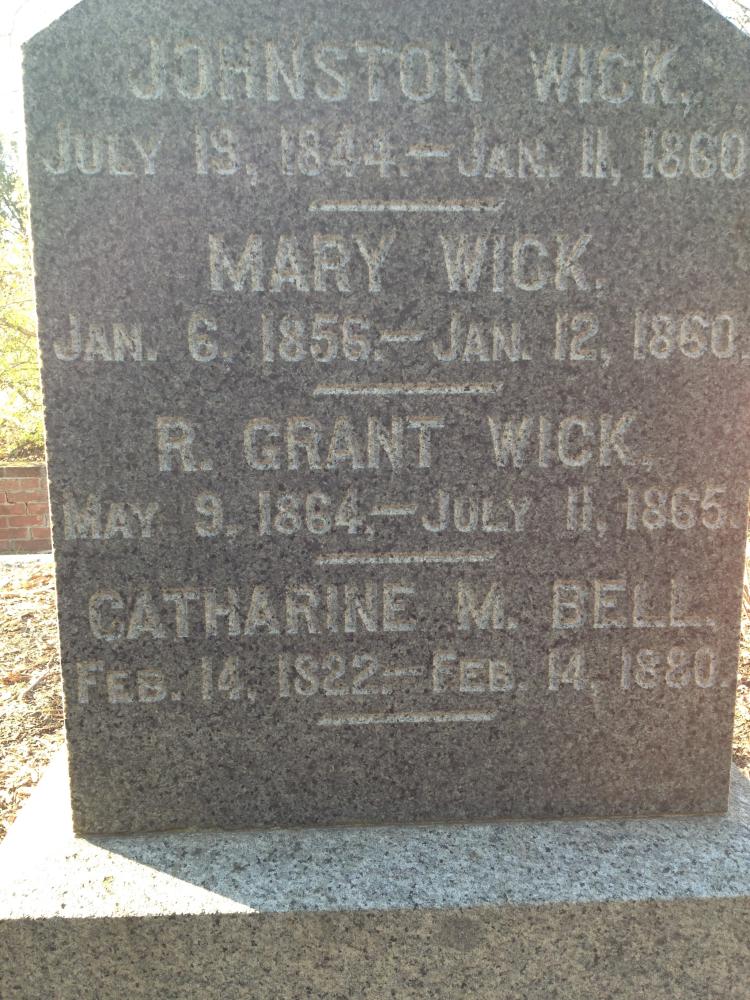 JOHNSTON WICK,
JULY 19, 1844.—JAN. 11, 1860
MARY WICK.
JAN. 6. 1856.—JAN. 12, 1860.
R. GRANT WICK.
MAY 9. 1864.—JULY 11, 1865.
CATHARINE M. BELL.
FEB. 14, 1822.—FEB. 14, 1880.